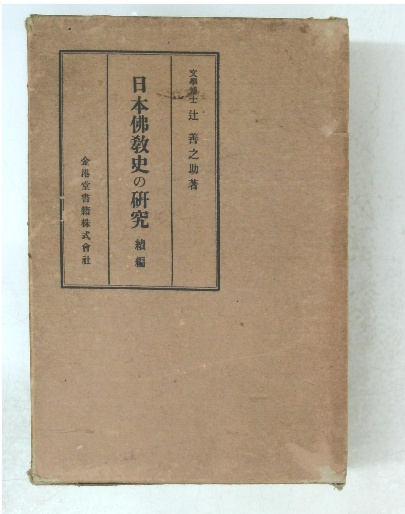 文學博士 辻 善之助著
日本佛教史の研究 續編
金港堂書籍株式會社